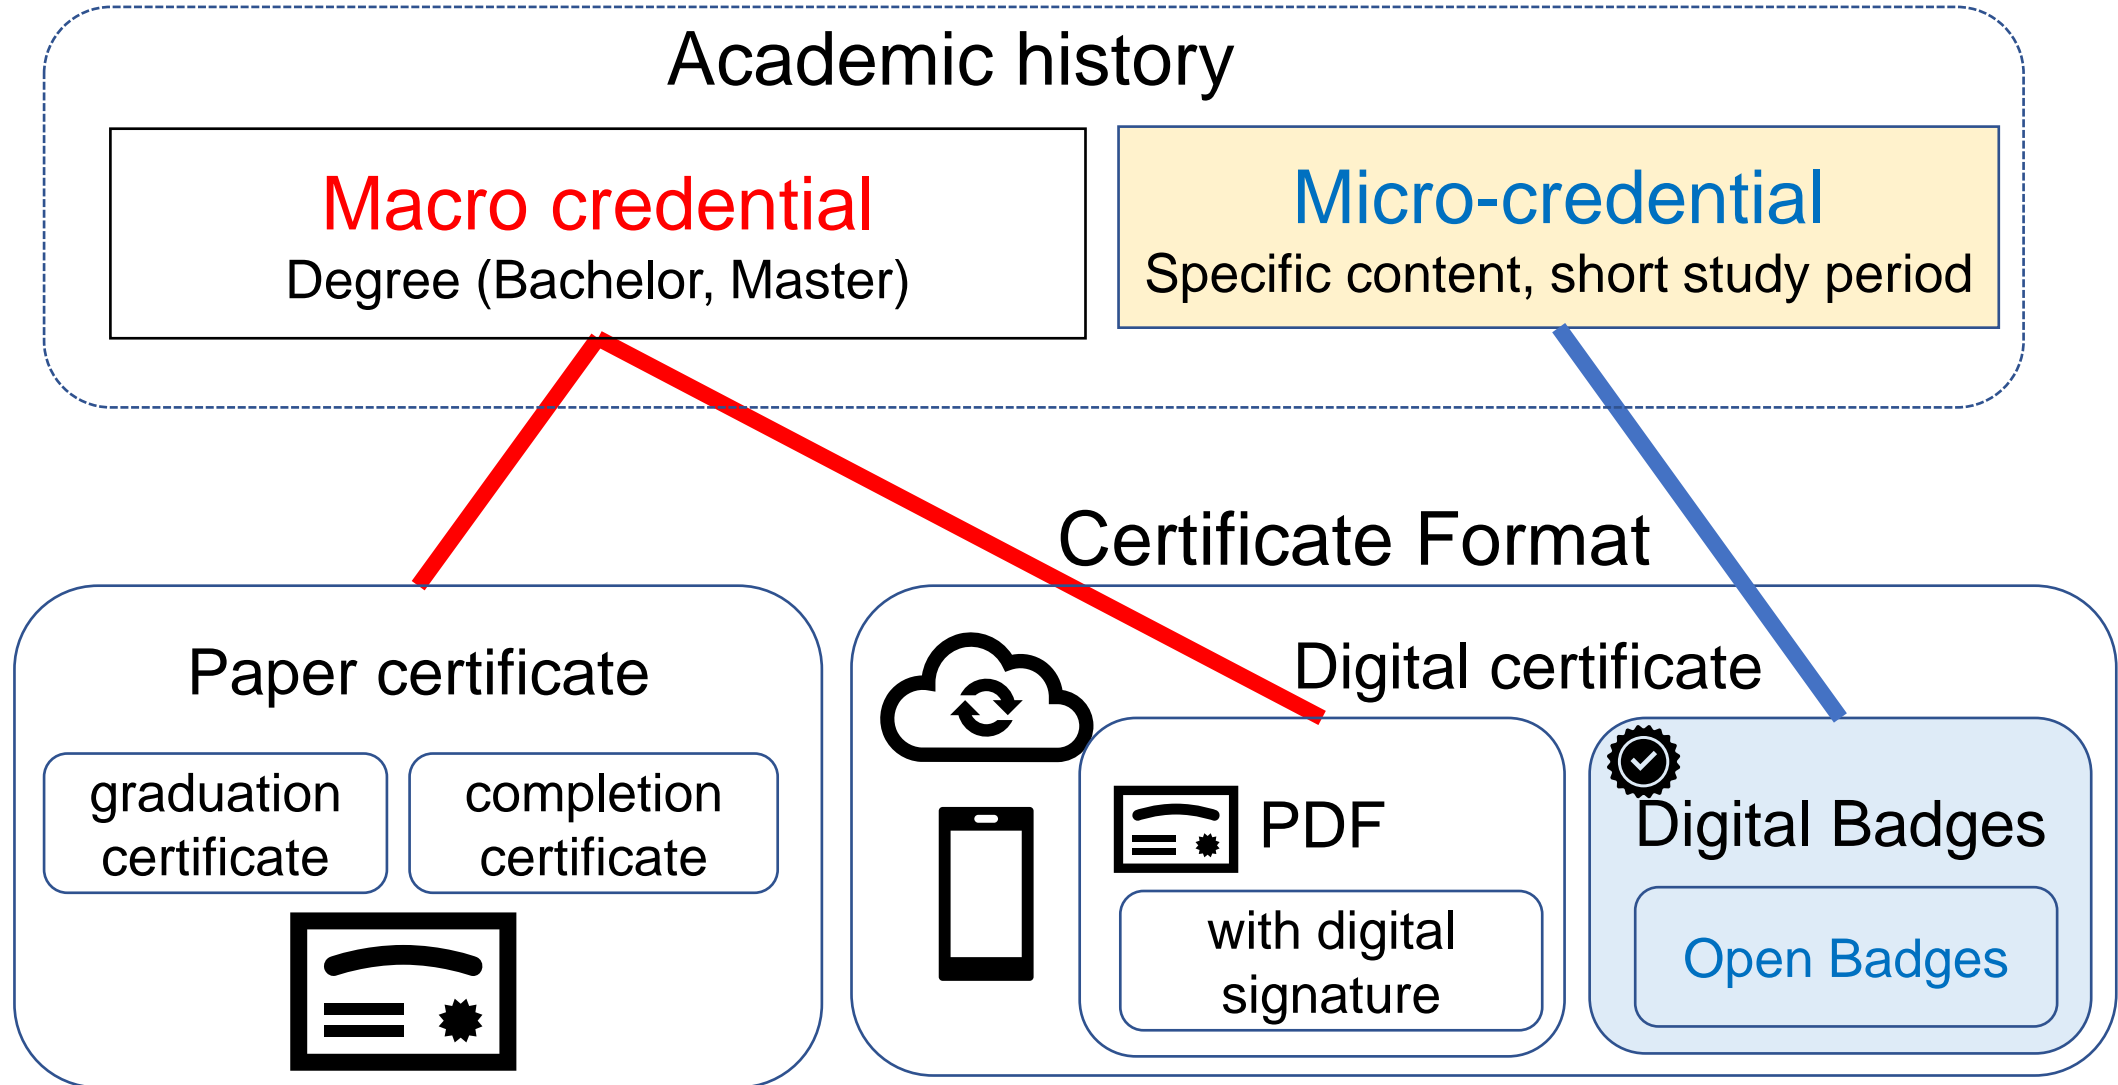 Academic history
Macro credential
Degree (Bachelor, Master)
Micro-credential
Specific content, short study period
Certificate Format
Paper certificate
graduation
certificate
completion
certificate
Digital certificate
PDF
with digital
signature
Digital Badges
Open Badges